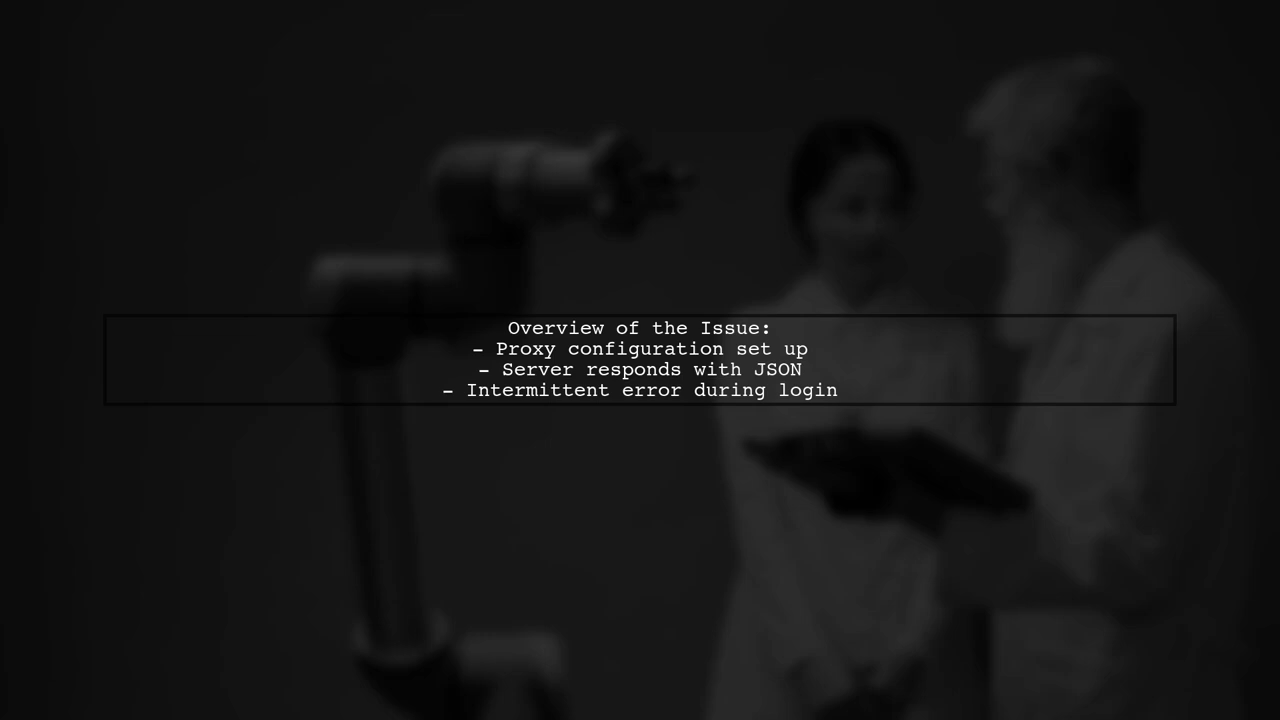 Overview of the Issue:
- Proxy configuration set up
- Server responds with JSON
- Intermittent error during login